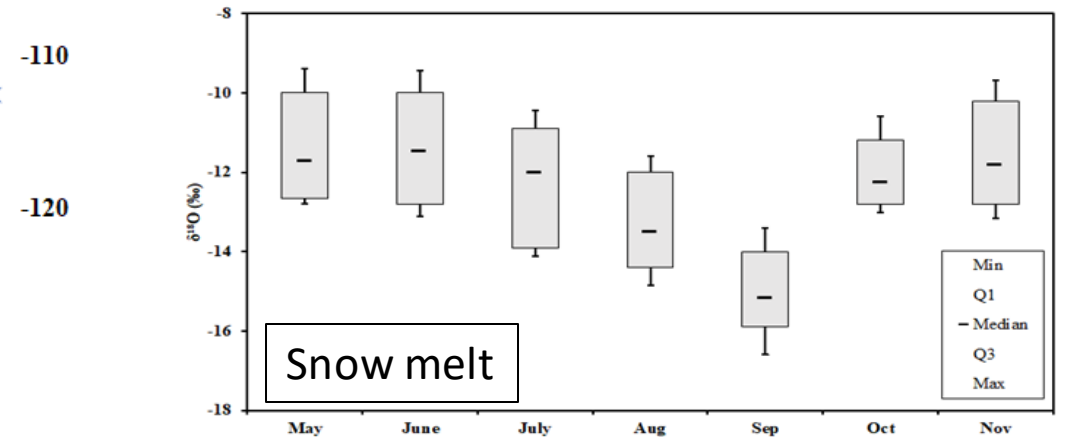 -110
-120
-8
-10
-12
-14
-16
-18
δ¹⁸O (‰)
Snow melt
Min
Q1
Median
Q3
Max
May June July Aug Sep Oct Nov